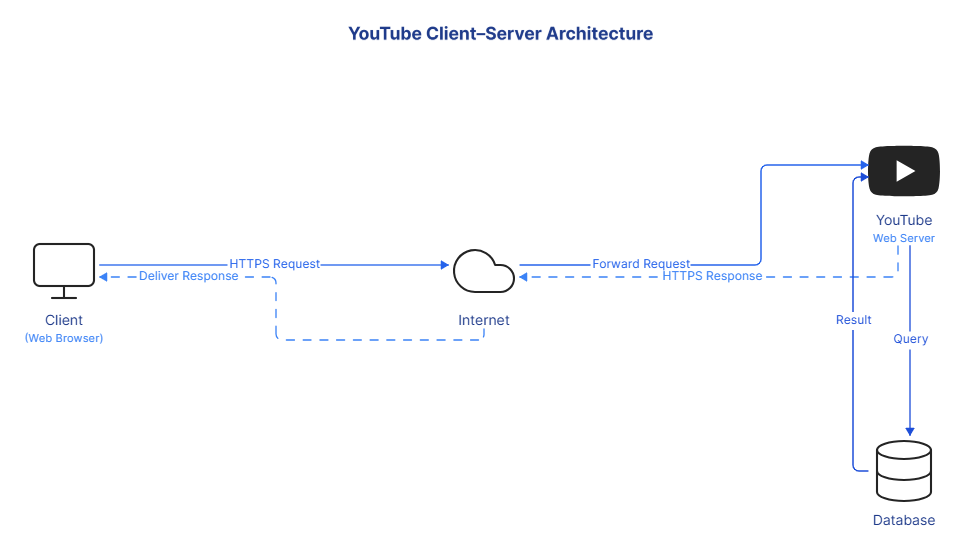 YouTube Client–Server Architecture
YouTube
Web Server
HTTPS Request
Forward Request
Deliver Response
HTTPS Response
Client
(Web Browser)
Internet
Result
Query
Database